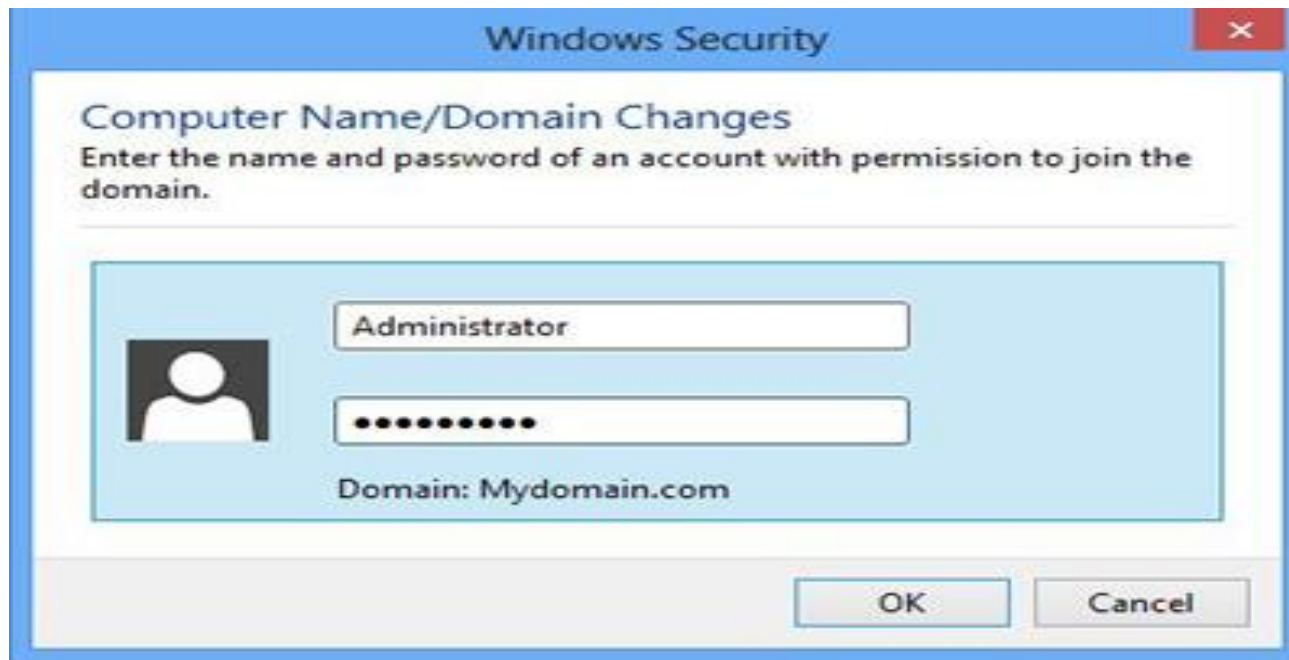 Windows Security
Computer Name/Domain Changes
Enter the name and password of an account with permission to join the
domain.
Administrator
•••••••••
Domain: Mydomain.com
OK
Cancel